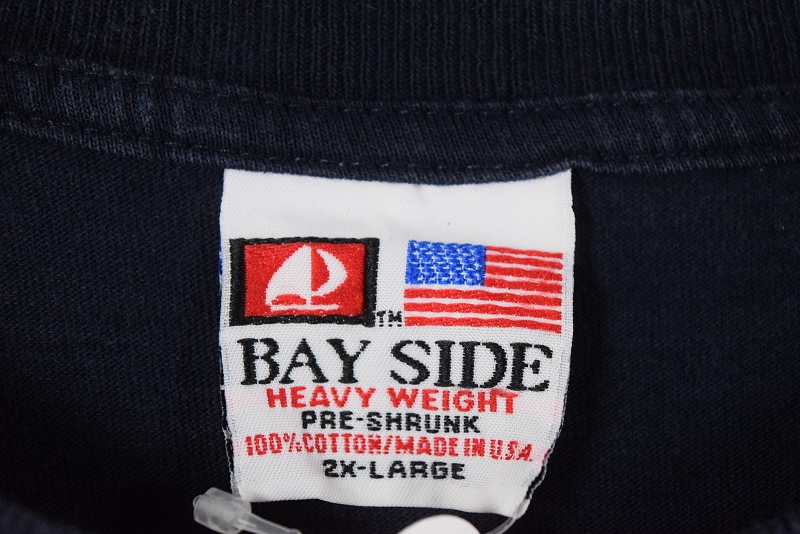 TM
BAY SIDE
HEAVY WEIGHT
PRE-SHRUNK
100% COTTON/MADE IN U.S.A.
2X-LARGE